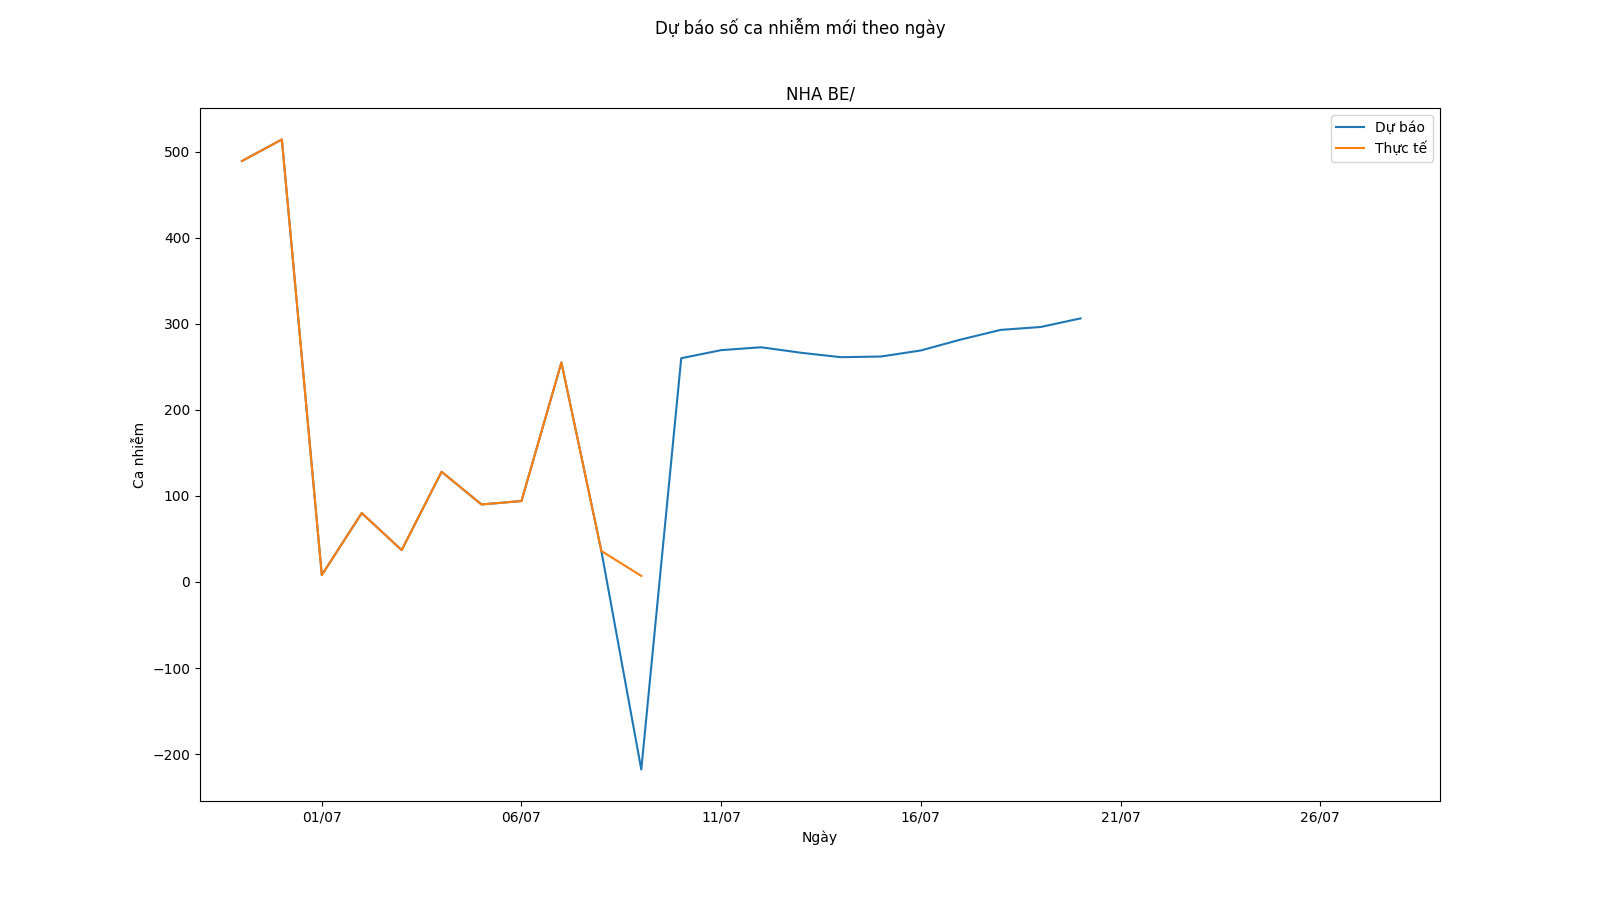 Dự báo số ca nhiễm mới theo ngày
NHA BE/
Dự báo
Thực tế
500
400
300
200
100
0
−100
−200
Ca nhiễm
01/07
06/07
11/07
16/07
21/07
26/07
Ngày